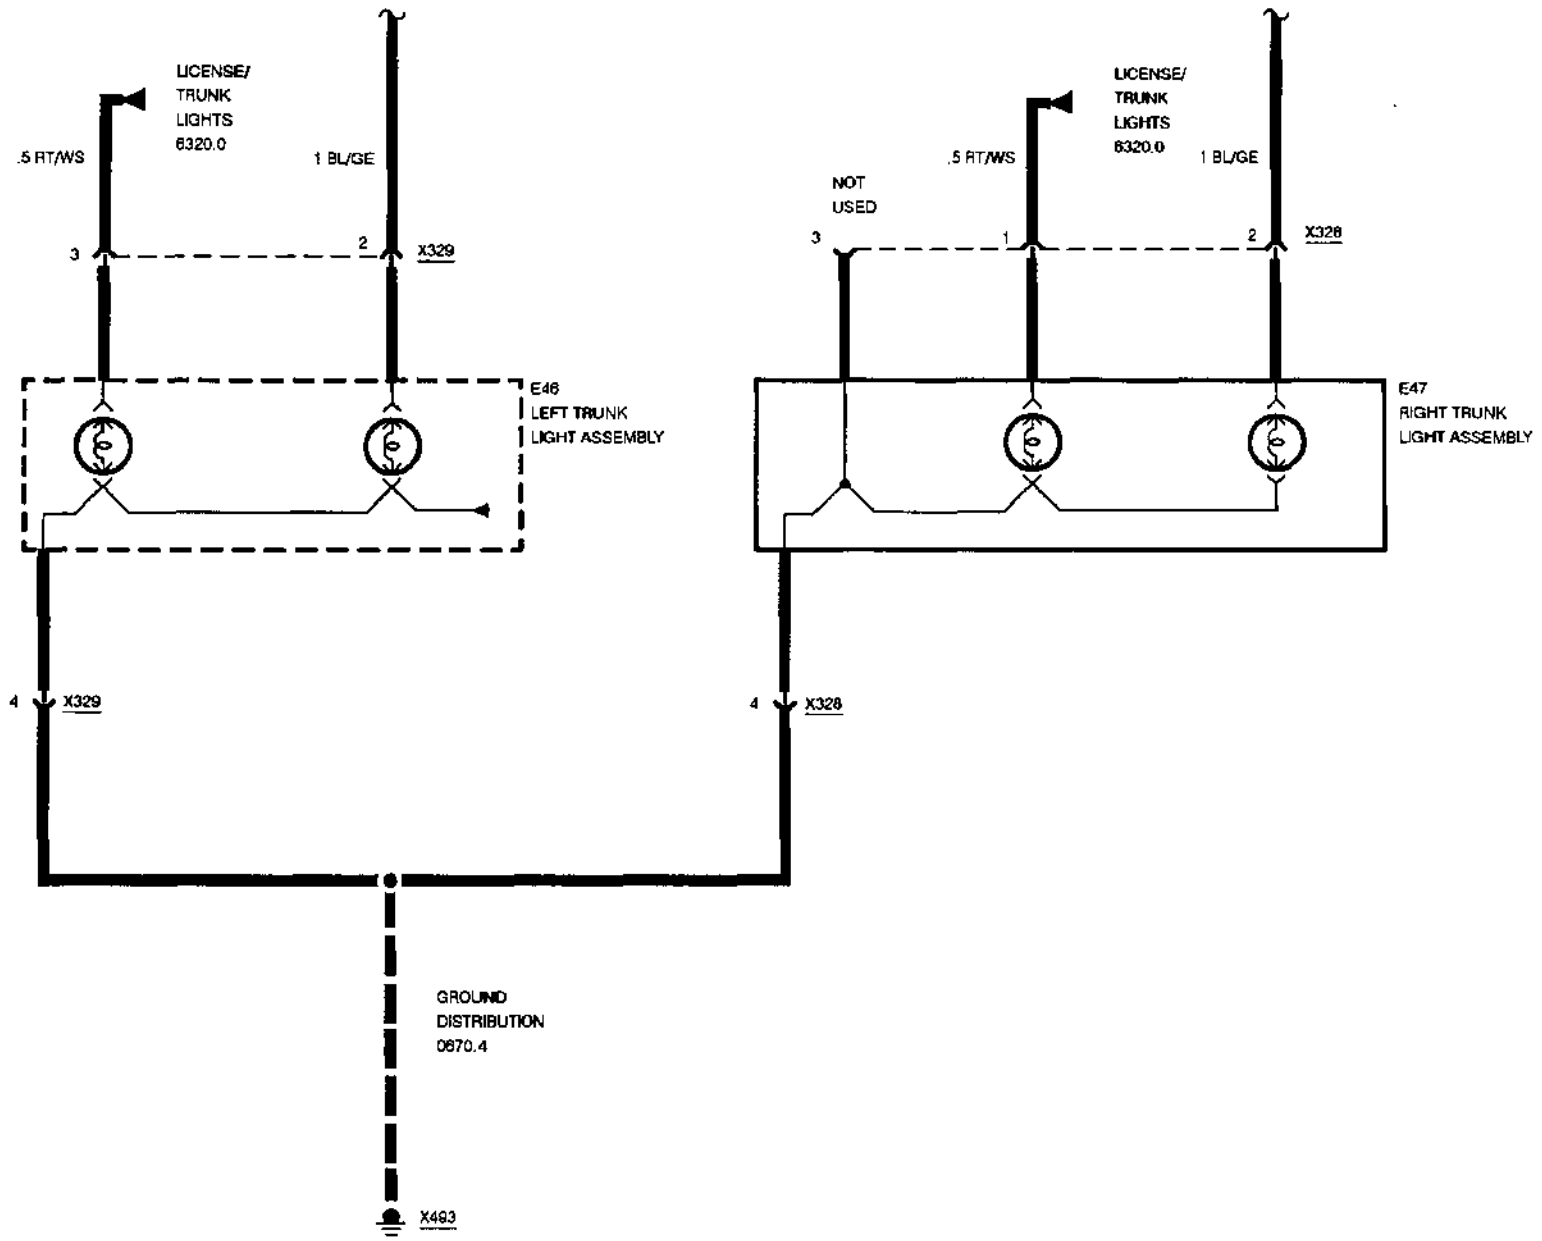 LICENSE/
TRUNK
LIGHTS
6320.0
.5 RT/WS
1 BL/GE
3
2
X329
LICENSE/
TRUNK
LIGHTS
6320.0
.5 RT/WS
1 BL/GE
NOT
USED
3
1
2
X328
E46
LEFT TRUNK
LIGHT ASSEMBLY
E47
RIGHT TRUNK
LIGHT ASSEMBLY
4
X329
4
X328
GROUND
DISTRIBUTION
0670.4
X493